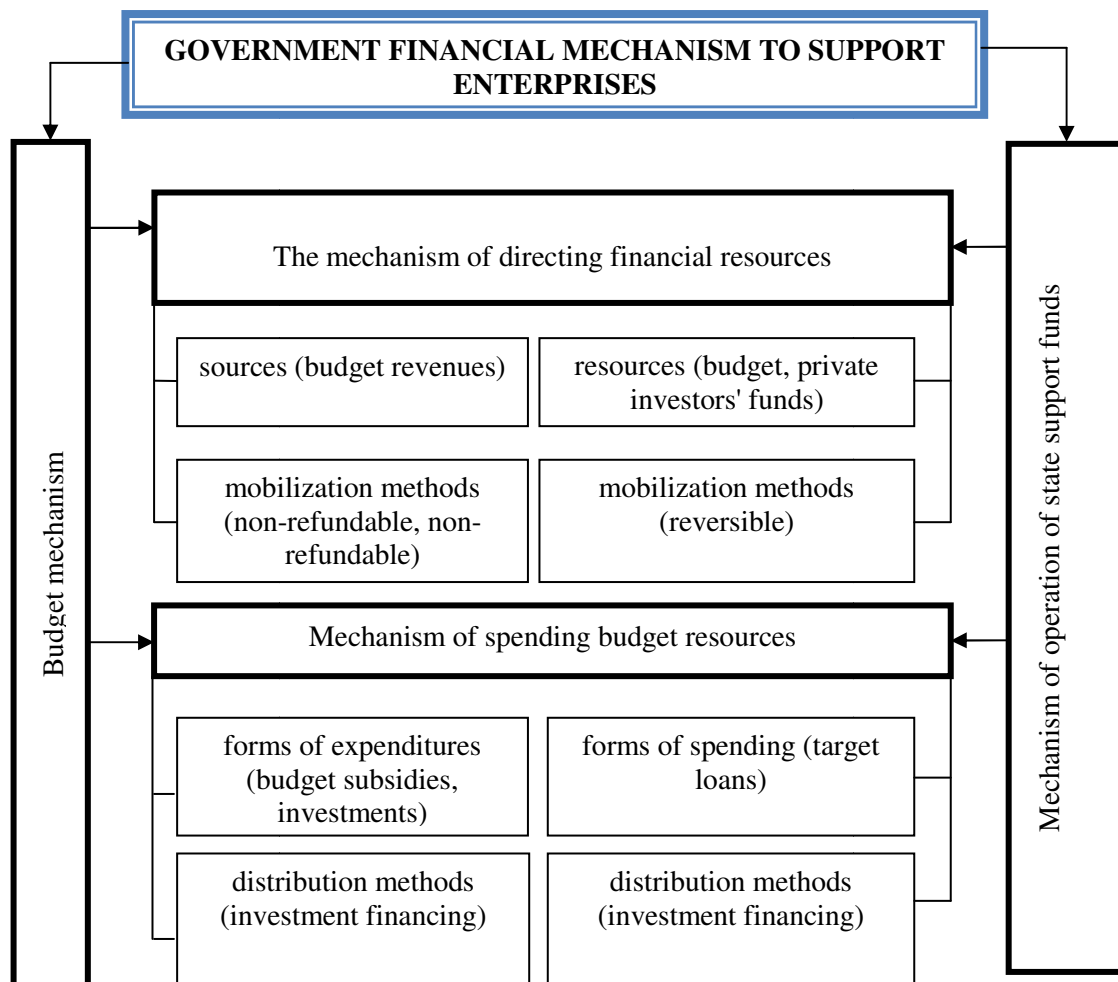 GOVERNMENT FINANCIAL MECHANISM TO SUPPORT
ENTERPRISES
Budget mechanism
The mechanism of directing financial resources
sources (budget revenues)
resources (budget, private
investors' funds)
mobilization methods
(non-refundable, non-
refundable)
mobilization methods
(reversible)
Mechanism of spending budget resources
forms of expenditures
(budget subsidies,
investments)
forms of spending (target
loans)
distribution methods
(investment financing)
distribution methods
(investment financing)
Mechanism of operation of state support funds